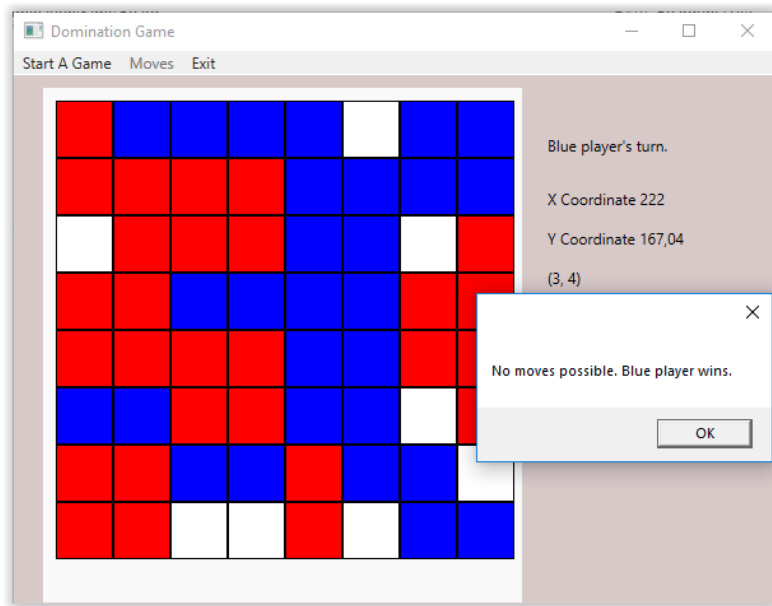 Domination Game
Start A Game Moves Exit
Blue player's turn.
X Coordinate 222
Y Coordinate 167,04
(3, 4)
No moves possible. Blue player wins.
OK